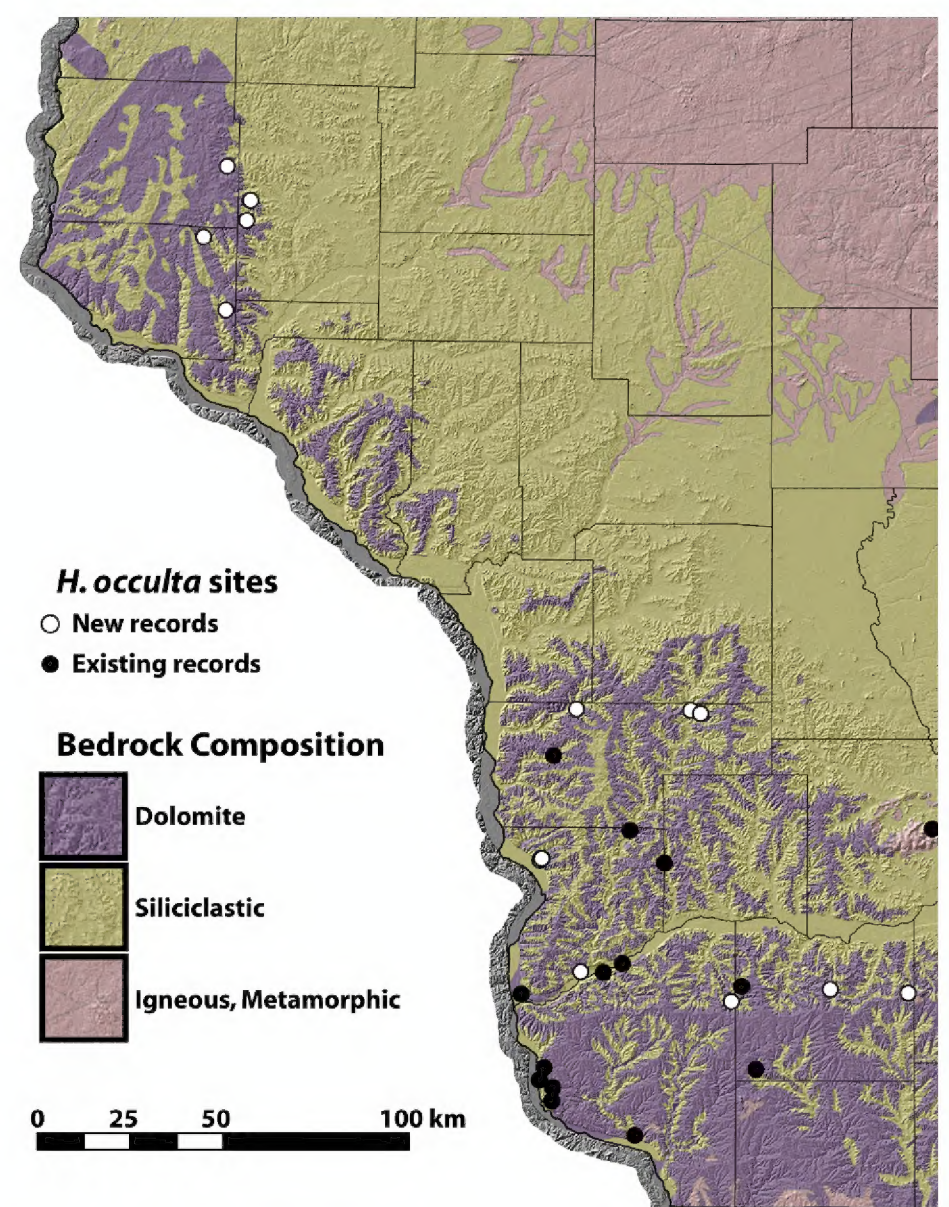 H. occulta sites
New records
Existing records
Bedrock Composition
Dolomite
Siliciclastic
Igneous, Metamorphic
0 25 50 100 km